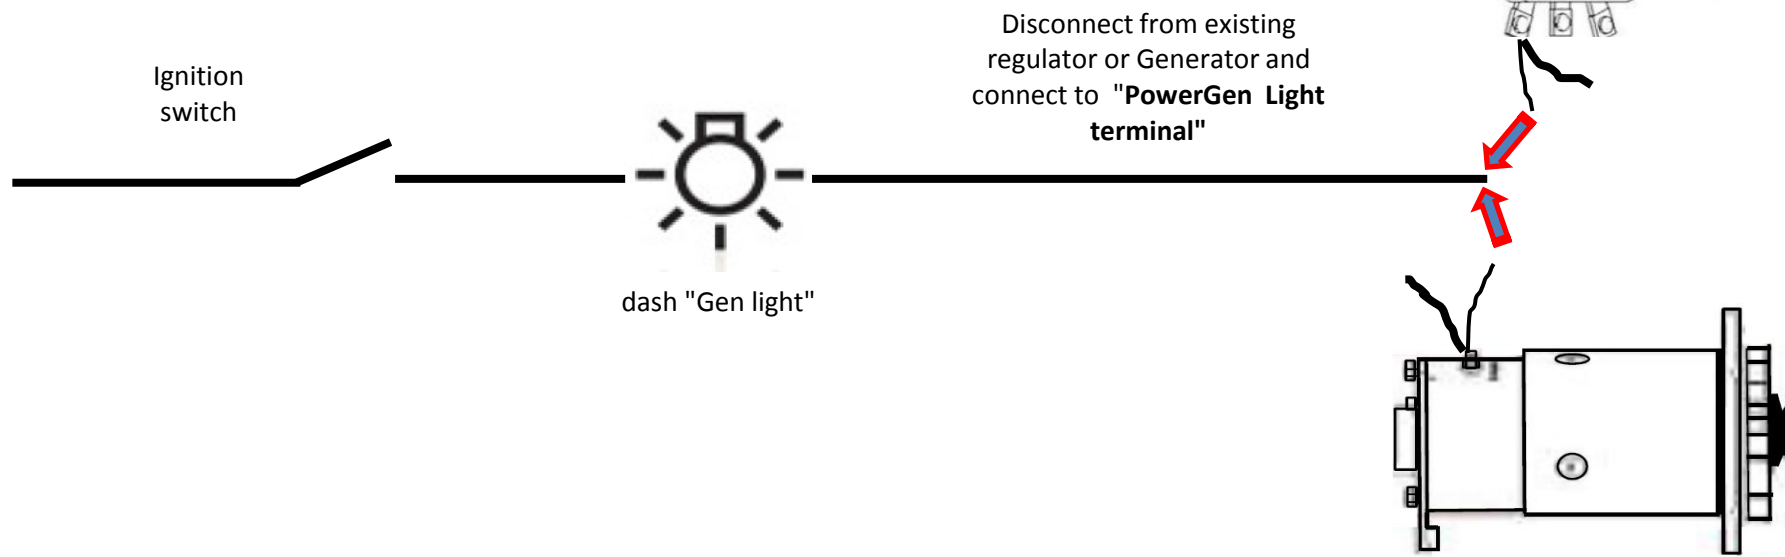 Disconnect from existing
regulator or Generator and
connect to "PowerGen Light
terminal"
Ignition
switch
dash "Gen light"